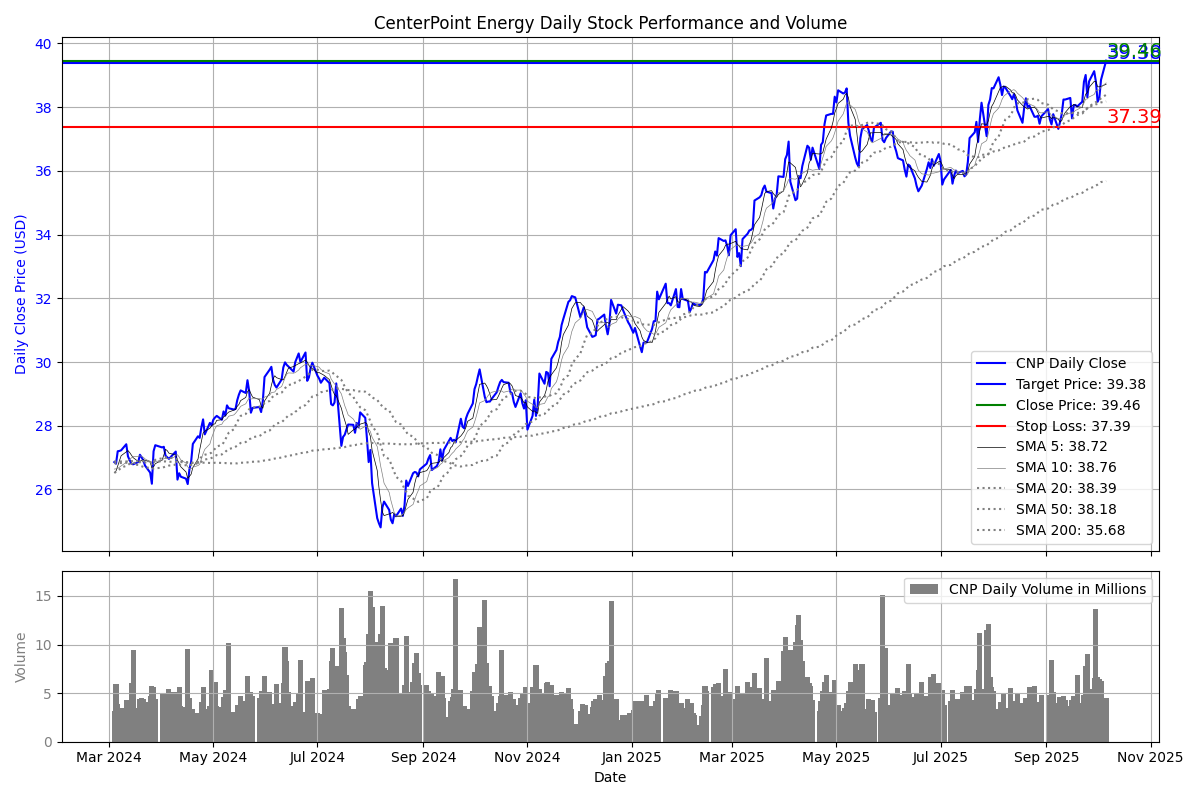 CenterPoint Energy Daily Stock Performance and Volume
Daily Close Price (USD)
40
38
36
34
32
30
28
26
39.46
39.38
37.39
CNP Daily Close
Target Price: 39.38
Close Price: 39.46
Stop Loss: 37.39
SMA 5: 38.72
SMA 10: 38.76
SMA 20: 38.39
SMA 50: 38.18
SMA 200: 35.68
Volume
15
10
5
0
CNP Daily Volume in Millions
Mar 2024 May 2024 Jul 2024 Sep 2024 Nov 2024 Jan 2025 Mar 2025 May 2025 Jul 2025 Sep 2025 Nov 2025
Date